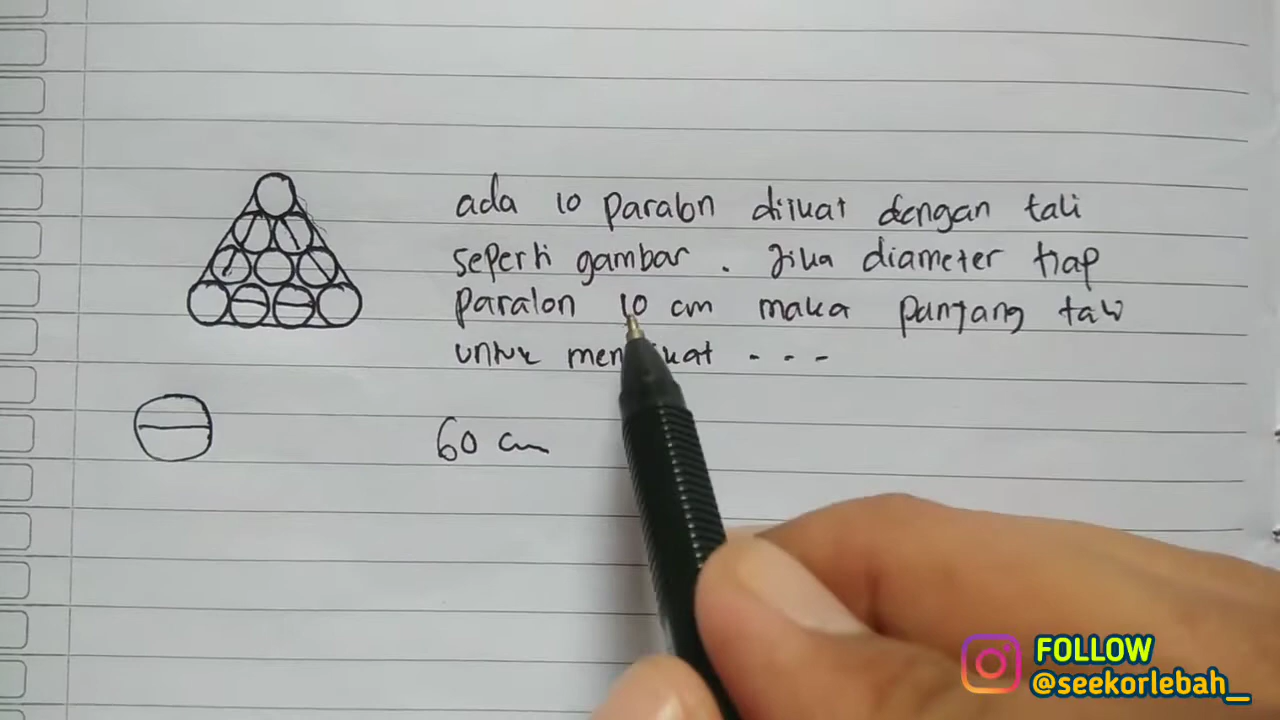 ada 10 paralon diikat dengan tali
seperti gambar. Jika diameter tiap
paralon 10 cm maka panjang tali
untuk mengikat ...
60 cm
FOLLOW
@seekorlebah_